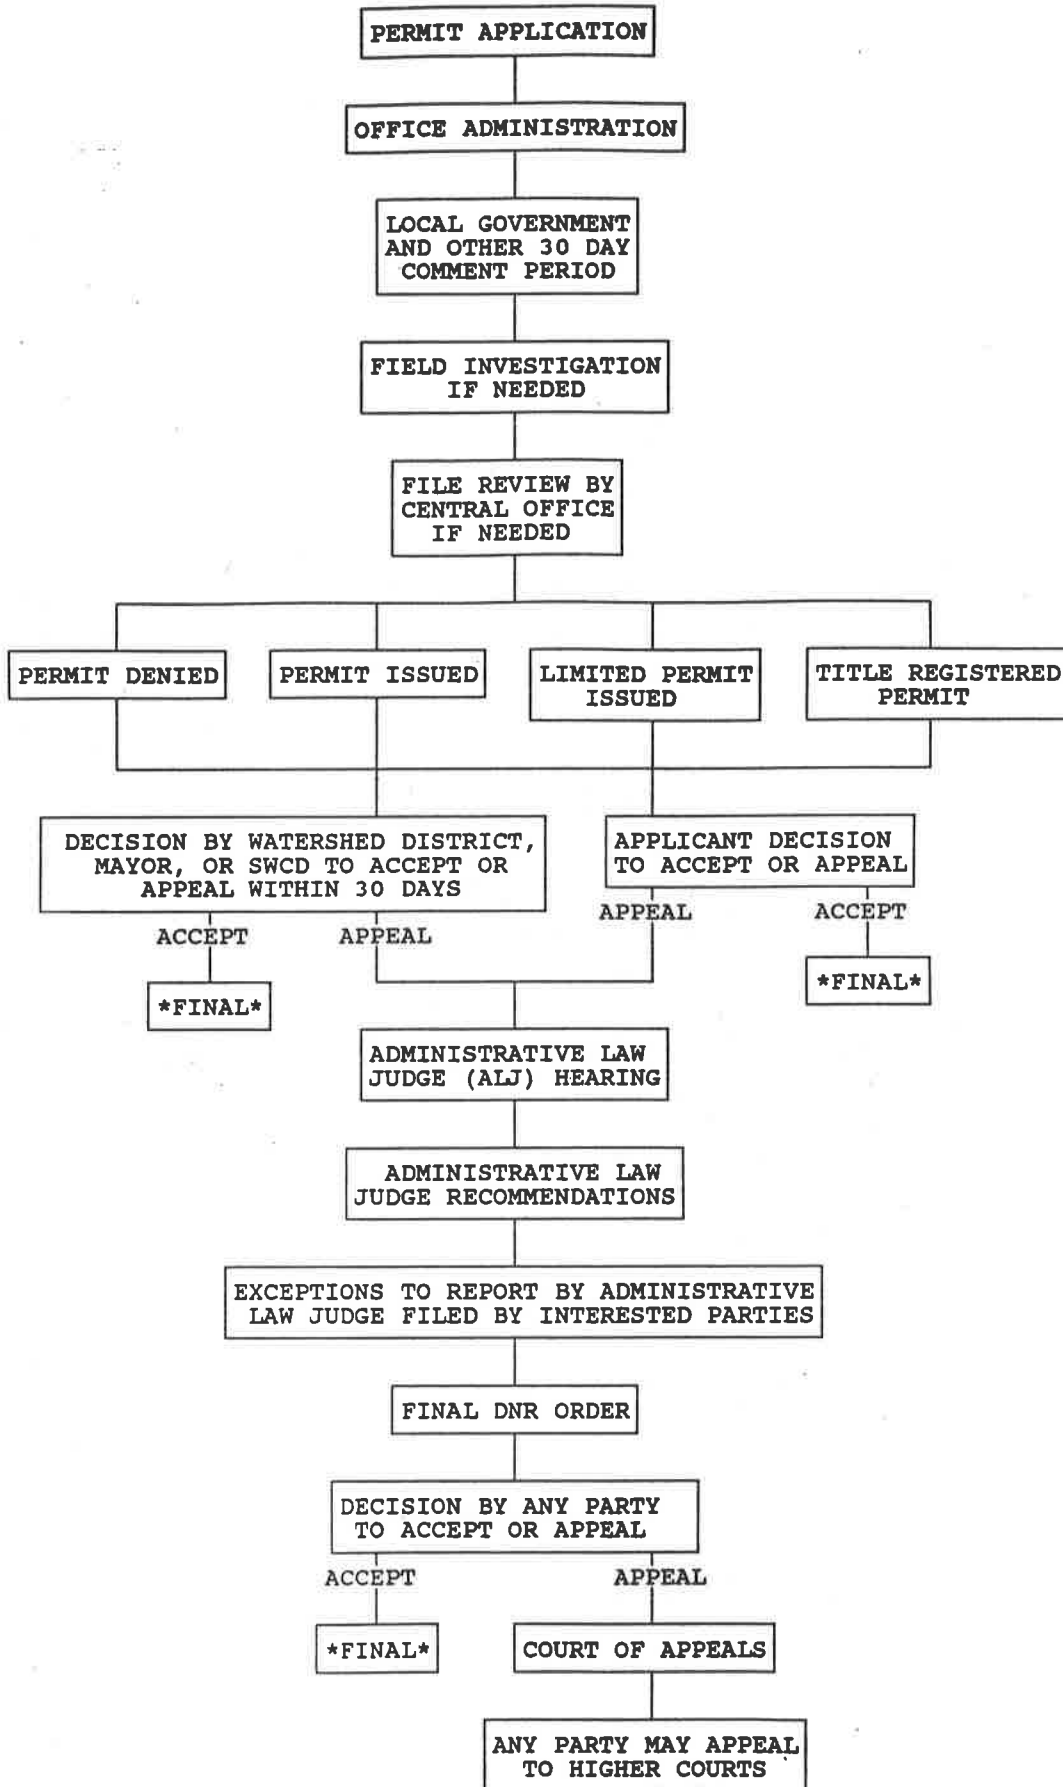 PERMIT APPLICATION
OFFICE ADMINISTRATION
LOCAL GOVERNMENT
AND OTHER 30 DAY
COMMENT PERIOD
FIELD INVESTIGATION
IF NEEDED
FILE REVIEW BY
CENTRAL OFFICE
IF NEEDED
PERMIT DENIED
PERMIT ISSUED
LIMITED PERMIT
ISSUED
TITLE REGISTERED
PERMIT
DECISION BY WATERSHED DISTRICT,
MAYOR, OR SWCD TO ACCEPT OR
APPEAL WITHIN 30 DAYS
APPLICANT DECISION
TO ACCEPT OR APPEAL
ACCEPT
APPEAL
APPEAL
ACCEPT
*FINAL*
*FINAL*
ADMINISTRATIVE LAW
JUDGE (ALJ) HEARING
ADMINISTRATIVE LAW
JUDGE RECOMMENDATIONS
EXCEPTIONS TO REPORT BY ADMINISTRATIVE
LAW JUDGE FILED BY INTERESTED PARTIES
FINAL DNR ORDER
DECISION BY ANY PARTY
TO ACCEPT OR APPEAL
ACCEPT
APPEAL
*FINAL*
COURT OF APPEALS
ANY PARTY MAY APPEAL
TO HIGHER COURTS